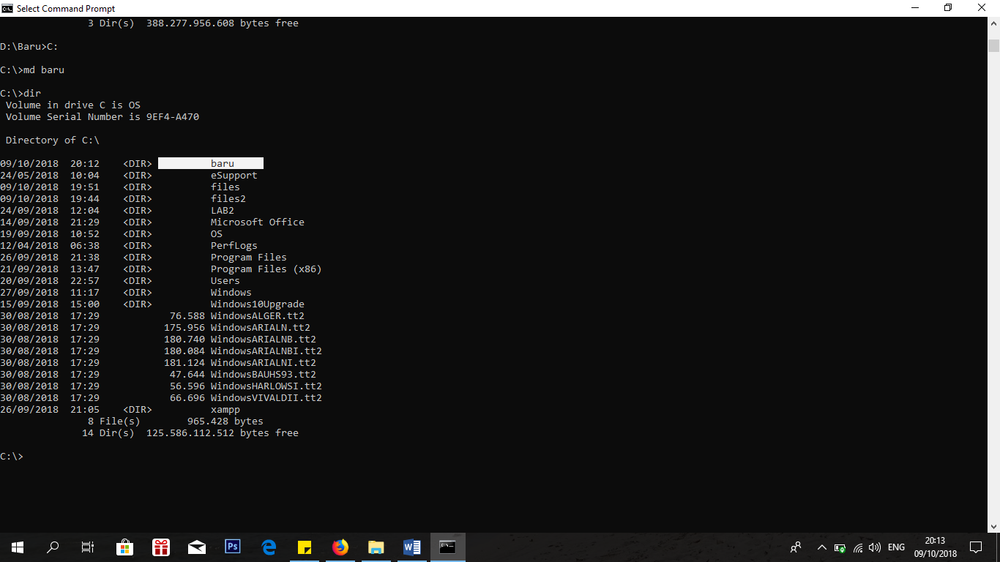 Select Command Prompt
3 Dir(s)  388.277.956.608 bytes free
D:\Baru>C:
C:\>md baru
C:\>dir
Volume in drive C is OS
Volume Serial Number is 9EF4-A470
Directory of C:\
09/10/2018  20:12    <DIR>          baru
24/05/2018  10:04    <DIR>          eSupport
09/10/2018  19:51    <DIR>          files
09/10/2018  19:44    <DIR>          files2
24/09/2018  12:04    <DIR>          LAB2
14/09/2018  21:29    <DIR>          Microsoft Office
19/09/2018  10:52    <DIR>          OS
12/04/2018  06:38    <DIR>          PerfLogs
26/09/2018  21:38    <DIR>          Program Files
21/09/2018  13:47    <DIR>          Program Files (x86)
20/09/2018  22:57    <DIR>          Users
27/09/2018  11:17    <DIR>          Windows
15/09/2018  15:00    <DIR>          Windows10Upgrade
30/08/2018  17:29            76.588 WindowsALGER.tt2
30/08/2018  17:29           175.956 WindowsARIALN.tt2
30/08/2018  17:29           180.740 WindowsARIALNB.tt2
30/08/2018  17:29           180.084 WindowsARIALNBI.tt2
30/08/2018  17:29           181.124 WindowsARIALNI.tt2
30/08/2018  17:29            47.644 WindowsBAUHS93.tt2
30/08/2018  17:29            56.596 WindowsHARLOWSI.tt2
30/08/2018  17:29            66.696 WindowsVIVALDII.tt2
26/09/2018  21:05    <DIR>          xampp
8 File(s)        965.428 bytes
14 Dir(s)  125.586.112.512 bytes free
C:\>
Ps
ENG
20:13
09/10/2018